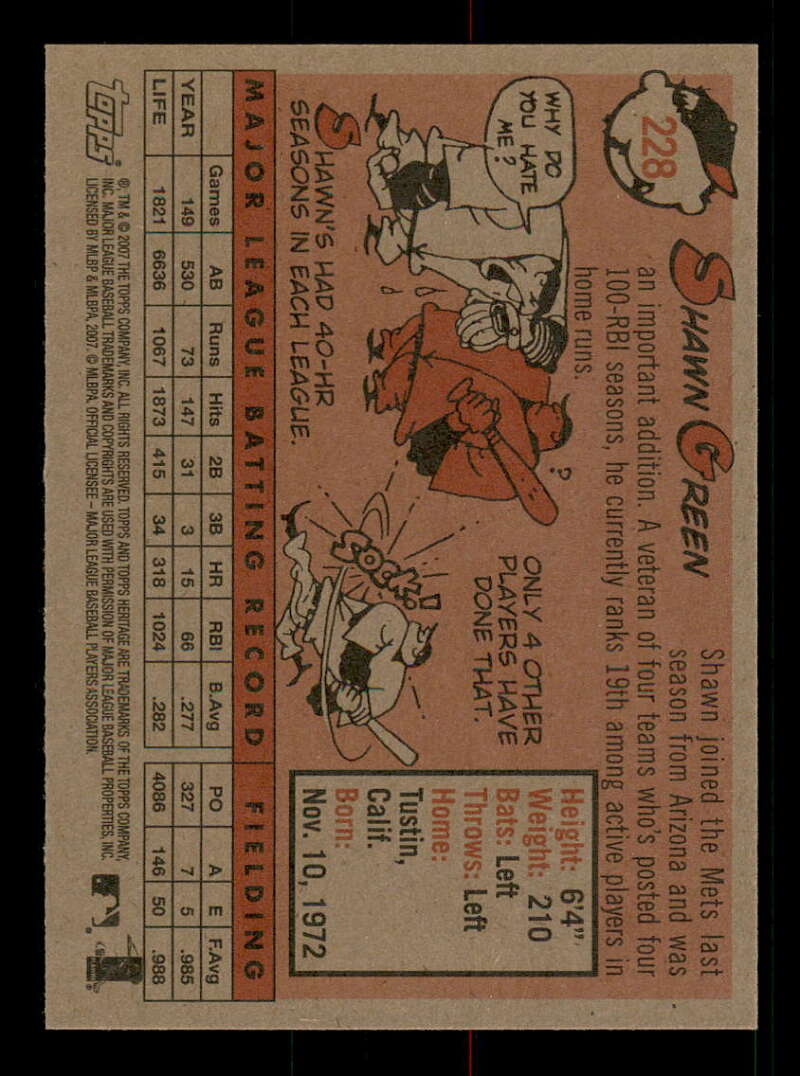 228
SHAWN GREEN
Shawn joined the Mets last
season from Arizona and was
an important addition. A veteran of four teams who's posted four
100-RBI seasons, he currently ranks 19th among active players in
home runs.
WHY DO
YOU HATE
ME?
?
SHAWN'S HAD 40-HR
SEASONS IN EACH LEAGUE.
ONLY 4 OTHER
PLAYERS HAVE
DONE THAT.
SOCK!
Height: 6'4"
Weight: 210
Bats: Left
Throws: Left
Home:
Tustin,
Calif.
Born:
Nov. 10, 1972
MAJOR LEAGUE BATTING RECORD FIELDING
Games AB Runs Hits 2B 3B HR RBI B.Avg PO A E F.Avg
YEAR 149 530 73 147 31 3 15 66 .277 327 7 5 .985
LIFE 1821 6636 1067 1873 415 34 318 1024 .282 4086 146 50 .988
TOPPS
®, TM & © 2007 THE TOPPS COMPANY, INC. ALL RIGHTS RESERVED. TOPPS AND TOPPS HERITAGE ARE TRADEMARKS OF THE TOPPS COMPANY,
INC. MAJOR LEAGUE BASEBALL TRADEMARKS AND COPYRIGHTS ARE USED WITH PERMISSION OF MAJOR LEAGUE BASEBALL PROPERTIES, INC.
LICENSED BY MLBP & MLBPA, 2007. © MLBPA. OFFICIAL LICENSEE – MAJOR LEAGUE BASEBALL PLAYERS ASSOCIATION.